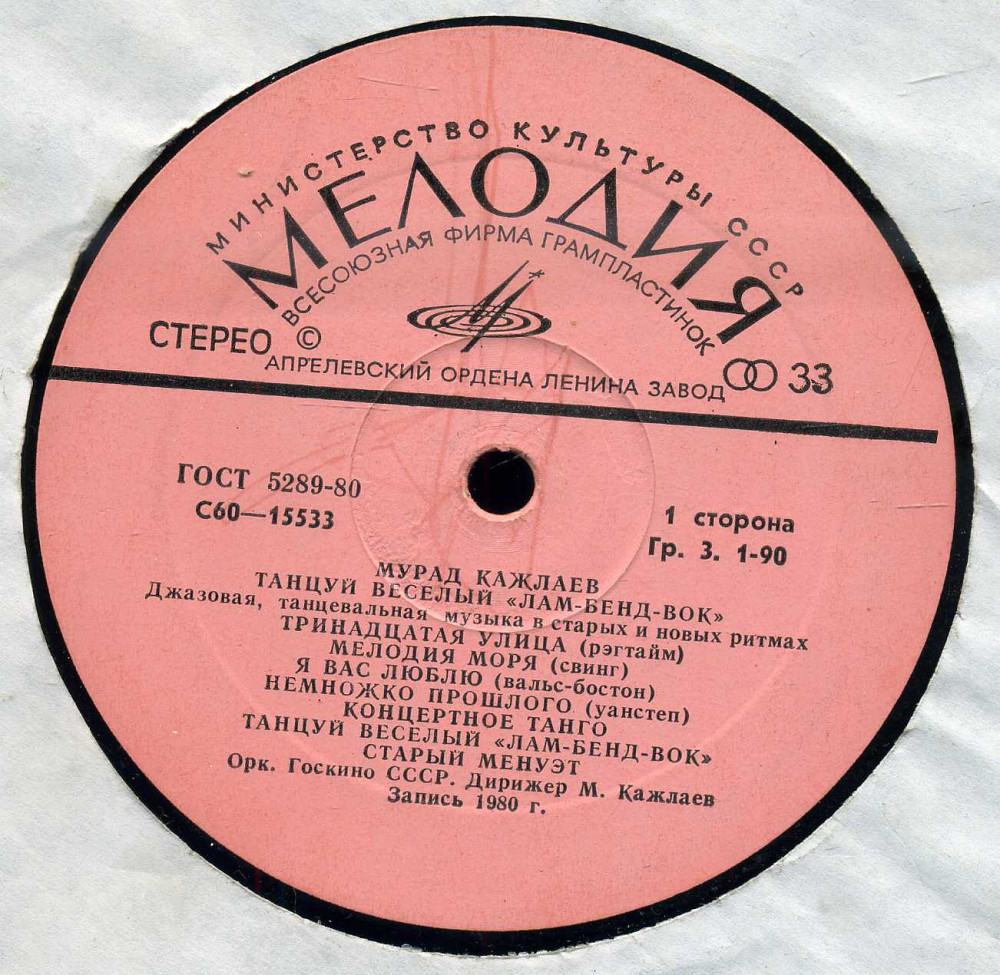 МИНИСТЕРСТВО КУЛЬТУРЫ СССР
МЕЛОДИЯ
ВСЕСОЮЗНАЯ ФИРМА ГРАМПЛАСТИНОК
СТЕРЕО ©
33
АПРЕЛЕВСКИЙ ОРДЕНА ЛЕНИНА ЗАВОД
ГОСТ 5289-80
С60—15533
1 сторона
Гр. 3. 1-90
МУРАД КАЖЛАЕВ
ТАНЦУЙ ВЕСЕЛЫЙ «ЛАМ-БЕНД-ВОК»
Джазовая, танцевальная музыка в старых и новых ритмах
ТРИНАДЦАТАЯ УЛИЦА (рэгтайм)
МЕЛОДИЯ МОРЯ (свинг)
Я ВАС ЛЮБЛЮ (вальс-бостон)
НЕМНОЖКО ПРОШЛОГО (уанстеп)
КОНЦЕРТНОЕ ТАНГО
ТАНЦУЙ ВЕСЕЛЫЙ «ЛАМ-БЕНД-ВОК»
СТАРЫЙ МЕНУЭТ
Орк. Госкино СССР. Дирижер М. Кажлаев
Запись 1980 г.